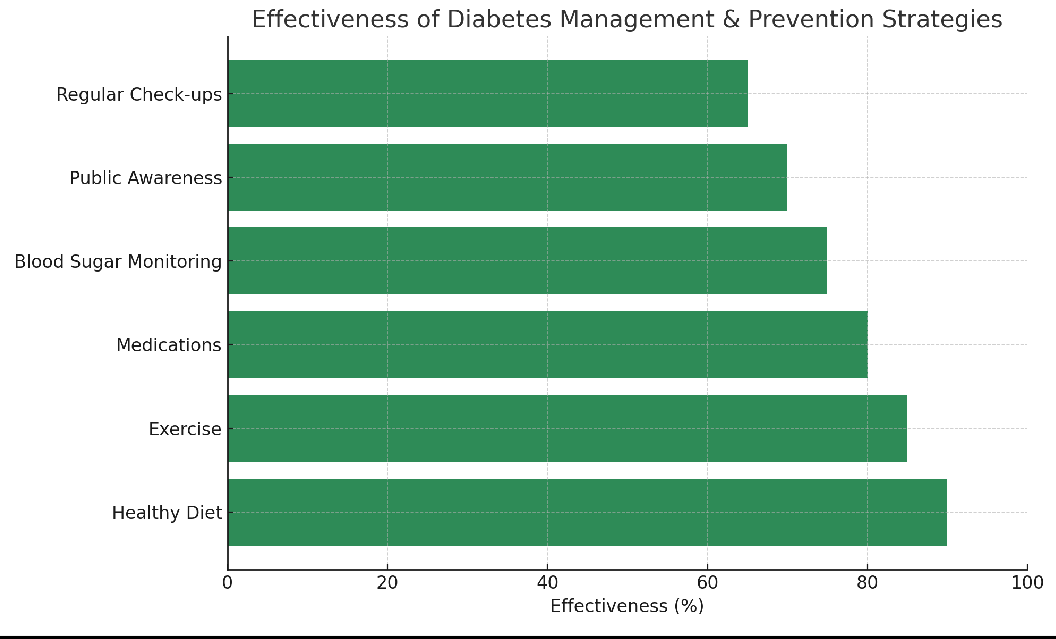 Effectiveness of Diabetes Management & Prevention Strategies
Regular Check-ups
Public Awareness
Blood Sugar Monitoring
Medications
Exercise
Healthy Diet
0 20 40 60 80 100
Effectiveness (%)